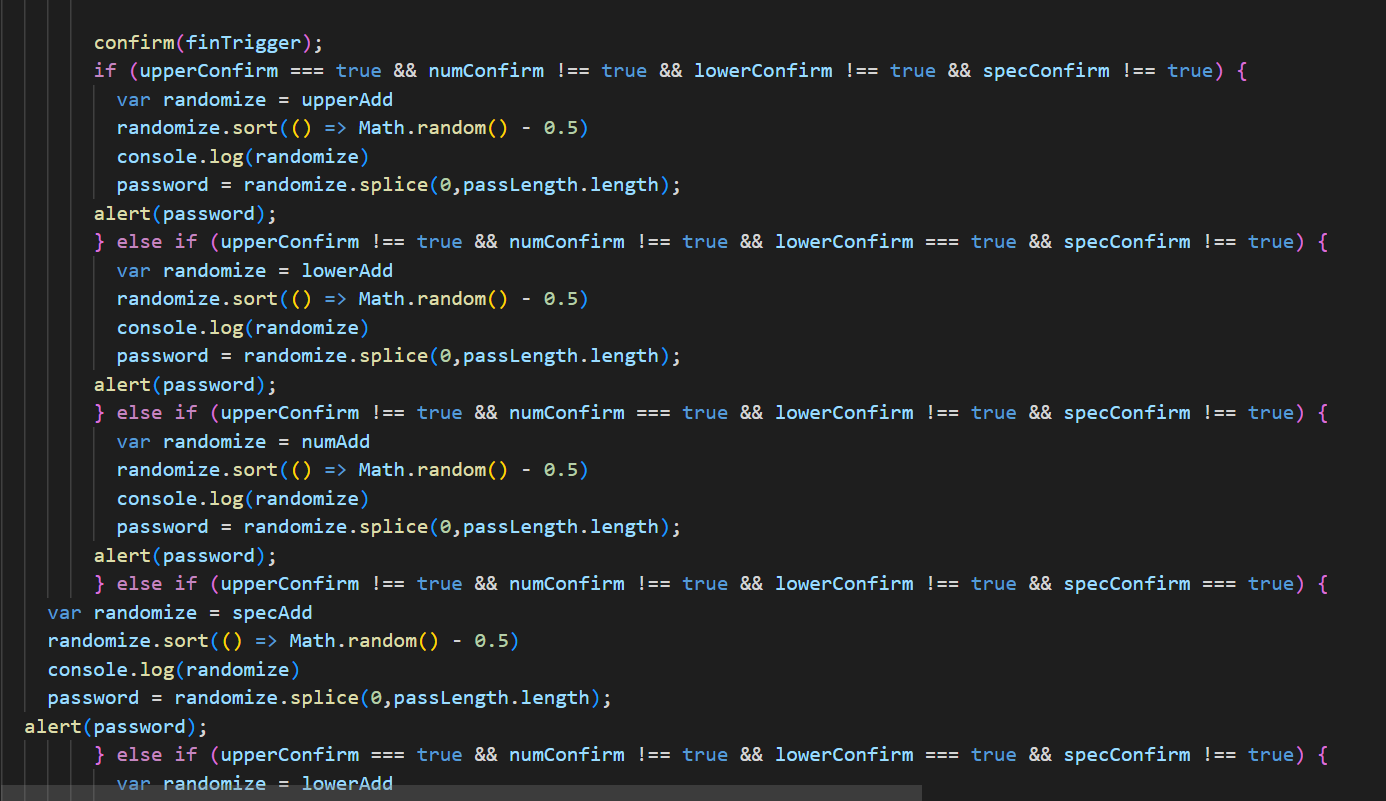 confirm(finTrigger);
if (upperConfirm === true && numConfirm !== true && lowerConfirm !== true && specConfirm !== true) {
var randomize = upperAdd
randomize.sort(() => Math.random() - 0.5)
console.log(randomize)
password = randomize.splice(0,passLength.length);
alert(password);
} else if (upperConfirm !== true && numConfirm !== true && lowerConfirm === true && specConfirm !== true) {
var randomize = lowerAdd
randomize.sort(() => Math.random() - 0.5)
console.log(randomize)
password = randomize.splice(0,passLength.length);
alert(password);
} else if (upperConfirm !== true && numConfirm === true && lowerConfirm !== true && specConfirm !== true) {
var randomize = numAdd
randomize.sort(() => Math.random() - 0.5)
console.log(randomize)
password = randomize.splice(0,passLength.length);
alert(password);
} else if (upperConfirm !== true && numConfirm !== true && lowerConfirm !== true && specConfirm === true) {
var randomize = specAdd
randomize.sort(() => Math.random() - 0.5)
console.log(randomize)
password = randomize.splice(0,passLength.length);
alert(password);
} else if (upperConfirm === true && numConfirm !== true && lowerConfirm === true && specConfirm !== true) {
var randomize = lowerAdd